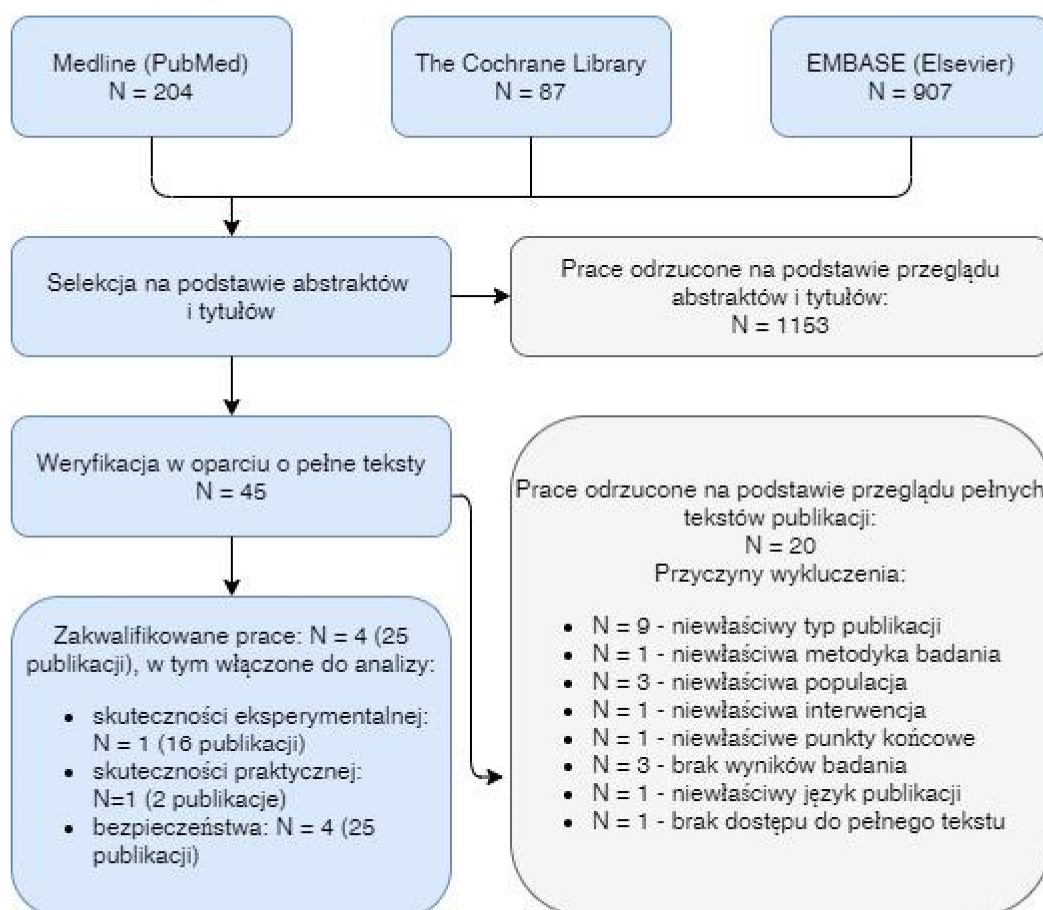 Medline (PubMed)
N = 204
The Cochrane Library
N = 87
EMBASE (Elsevier)
N = 907
Selekcja na podstawie abstraktów
i tytułów
Prace odrzucone na podstawie przeglądu
abstraktów i tytułów:
N = 1153
Weryfikacja w oparciu o pełne teksty
N = 45
Prace odrzucone na podstawie przeglądu pełnych
tekstów publikacji:
N = 20
Przyczyny wykluczenia:
• N = 9 - niewłaściwy typ publikacji
• N = 1 - niewłaściwa metodyka badania
• N = 3 - niewłaściwa populacja
• N = 1 - niewłaściwa interwencja
• N = 1 - niewłaściwe punkty końcowe
• N = 3 - brak wyników badania
• N = 1 - niewłaściwy język publikacji
• N = 1 - brak dostępu do pełnego tekstu
Zakwalifikowane prace: N = 4 (25
publikacji), w tym włączone do analizy:
• skuteczności eksperymentalnej:
N = 1 (16 publikacji)
• skuteczności praktycznej:
N=1 (2 publikacje)
• bezpieczeństwa: N = 4 (25
publikacji)